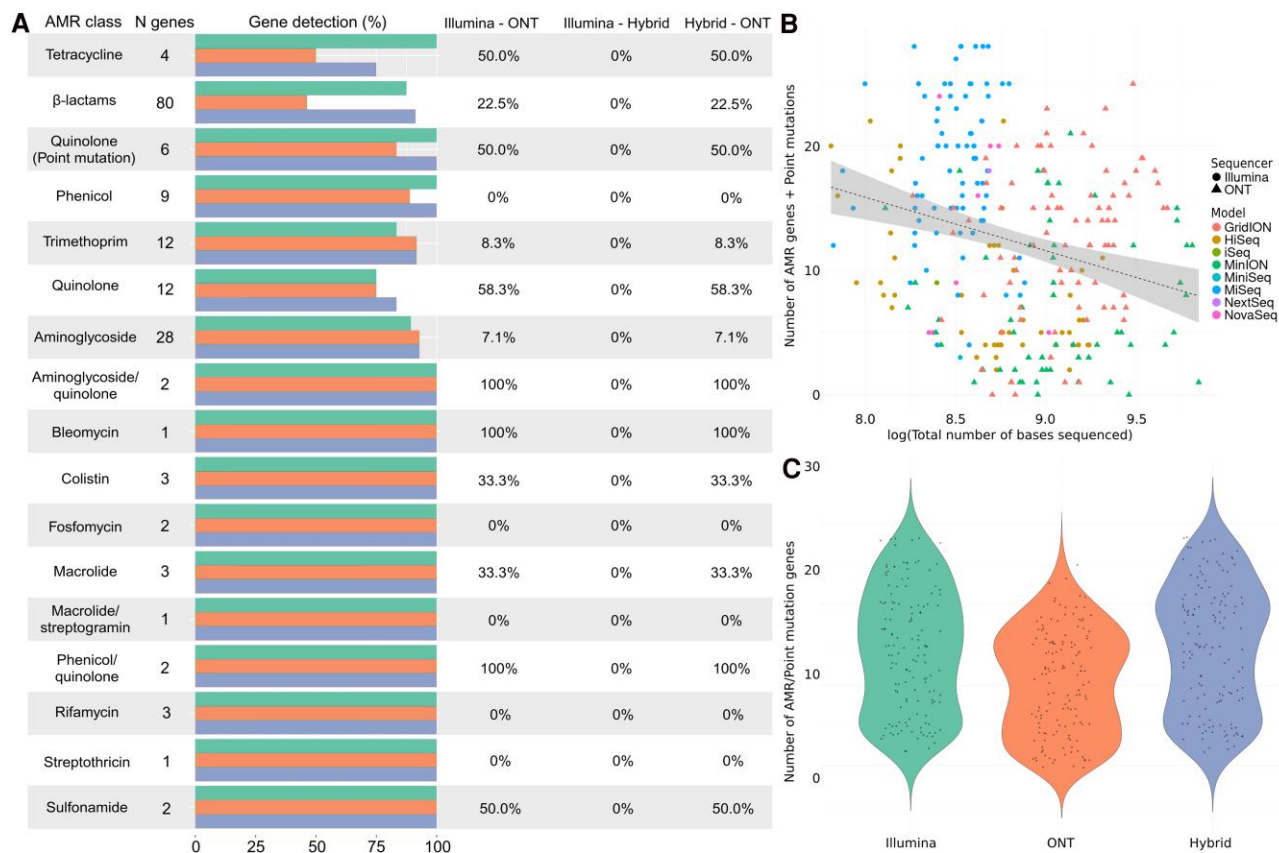 A
AMR class N genes Gene detection (%) Illumina - ONT Illumina - Hybrid Hybrid - ONT
Tetracycline 4 50.0% 0% 50.0%
β-lactams 80 22.5% 0% 22.5%
Quinolone
(Point mutation) 6 50.0% 0% 50.0%
Phenicol 9 0% 0% 0%
Trimethoprim 12 8.3% 0% 8.3%
Quinolone 12 58.3% 0% 58.3%
Aminoglycoside 28 7.1% 0% 7.1%
Aminoglycoside/
quinolone 2 100% 0% 100%
Bleomycin 1 100% 0% 100%
Colistin 3 33.3% 0% 33.3%
Fosfomycin 2 0% 0% 0%
Macrolide 3 33.3% 0% 33.3%
Macrolide/
streptogramin 1 0% 0% 0%
Phenicol/
quinolone 2 100% 0% 100%
Rifamycin 3 0% 0% 0%
Streptothricin 1 0% 0% 0%
Sulfonamide 2 50.0% 0% 50.0%
0 25 50 75 100
B
Number of AMR genes + Point mutations
20
10
0
8.0 8.5 9.0 9.5
log(Total number of bases sequenced)
Sequencer
Illumina
ONT
Model
GridION
HiSeq
iSeq
MinION
MiniSeq
MiSeq
NextSeq
NovaSeq
C
Number of AMR/Point mutation genes
30
20
10
0
Illumina ONT Hybrid